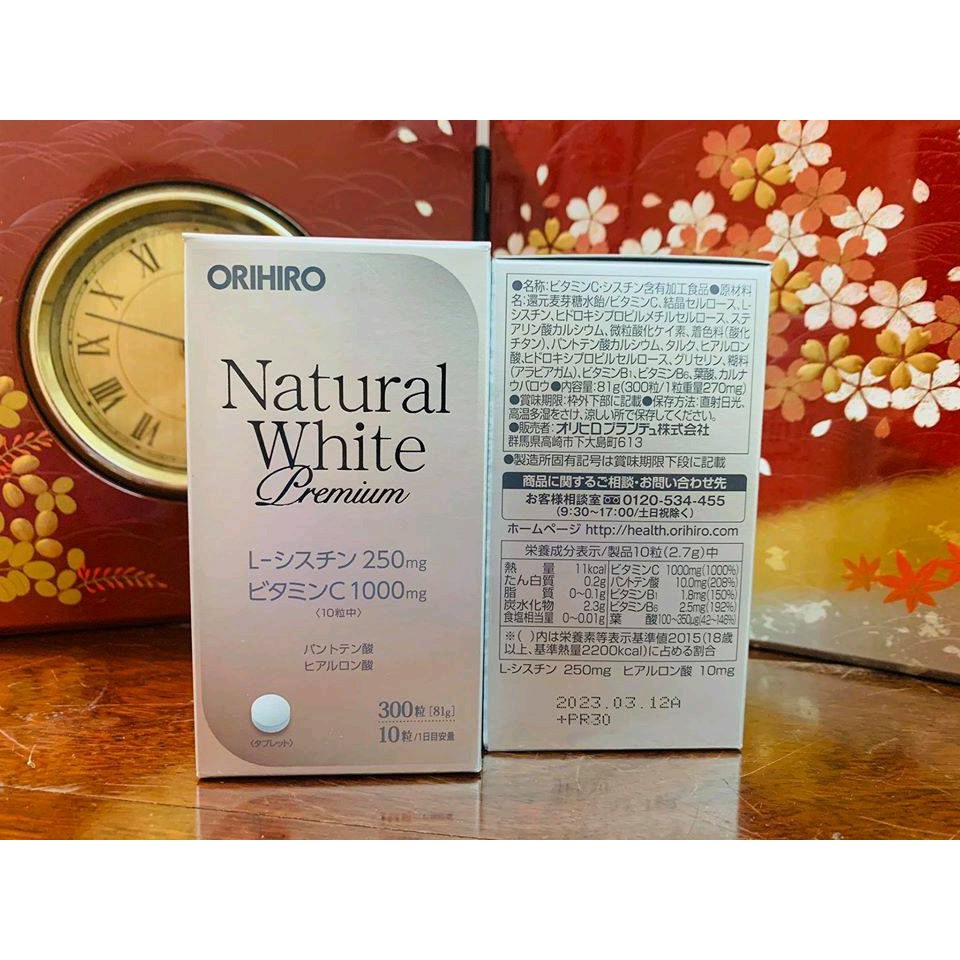 ORIHIRO
Natural
White
Premium
L-シスチン 250mg
ビタミンC 1000mg
〈10粒中〉
パントテン酸
ヒアルロン酸
300粒 [81g]
10粒/1日目安量
〈タブレット〉
●名称:ビタミンC・シスチン含有加工食品●原材料
名:還元麦芽糖水飴/ビタミンC、結晶セルロース、L-
シスチン、ヒドロキシプロピルメチルセルロース、ステ
アリン酸カルシウム、微粒酸化ケイ素、着色料(酸化
チタン)、パントテン酸カルシウム、タルク、ヒアルロン
酸、ヒドロキシプロピルセルロース、グリセリン、糊料
(アラビアガム)、ビタミンB1、ビタミンB6、葉酸、カルナ
ウバロウ●内容量:81g(300粒/1粒重量270mg)
●賞味期限:枠外下部に記載●保存方法:直射日光、
高温多湿をさけ、涼しい所で保存してください。
●販売者:オリヒロプランデュ株式会社
群馬県高崎市下大島町613
●製造所固有記号は賞味期限下段に記載
商品に関するご相談・お問い合わせ先
お客様相談室 0120-534-455
(9:30~17:00/土日祝除く)
ホームページ http://health.orihiro.com
栄養成分表示/製品10粒(2.7g)中
熱量 11kcal ビタミンC 1000mg(1000%)
たん白質 0.2g パントテン酸 10.0mg(208%)
脂質 0~0.1g ビタミンB1 1.8mg(150%)
炭水化物 2.3g ビタミンB6 2.5mg(192%)
食塩相当量 0~0.01g 葉酸 100~350μg(42~146%)
※( )内は栄養素等表示基準値2015(18歳
以上、基準熱量2200kcal)に占める割合
L-シスチン 250mg ヒアルロン酸 10mg
2023.03.12A
+PR30